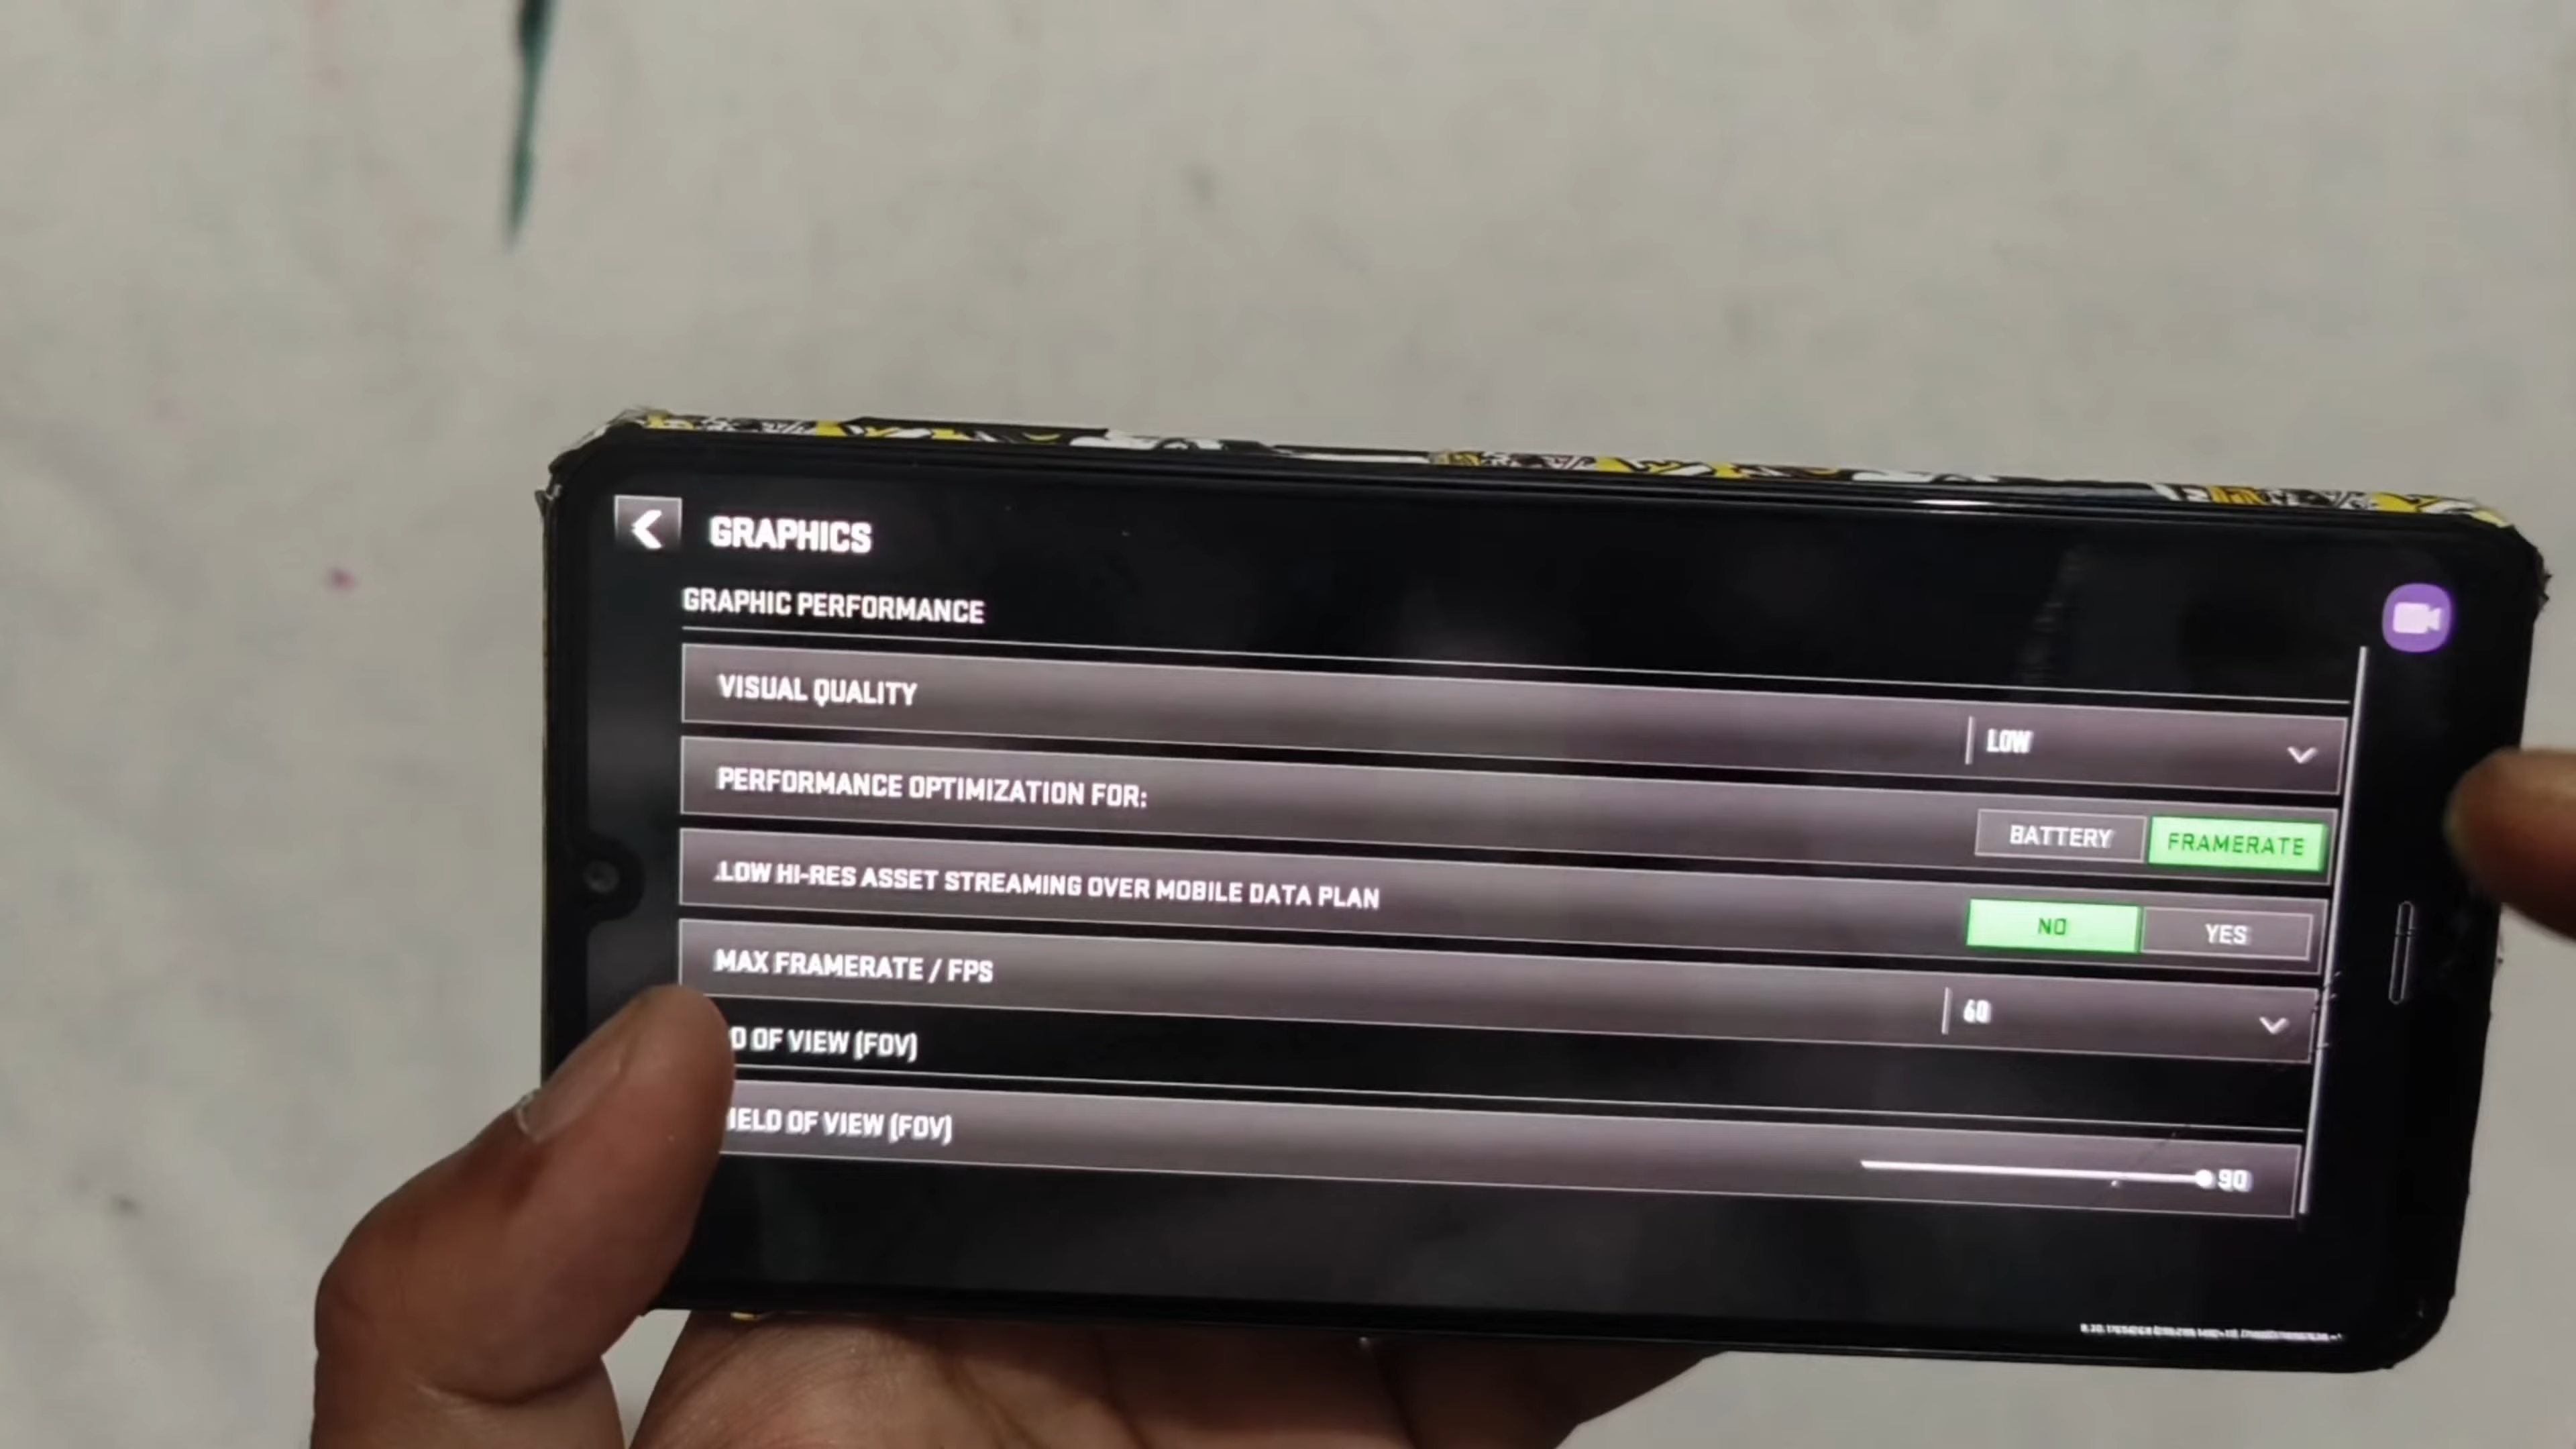 GRAPHICS
GRAPHIC PERFORMANCE
VISUAL QUALITY
LOW
PERFORMANCE OPTIMIZATION FOR:
BATTERY FRAMERATE
.LOW HI-RES ASSET STREAMING OVER MOBILE DATA PLAN
NO YES
MAX FRAMERATE / FPS
60
D OF VIEW (FOV)
IELD OF VIEW (FOV)
90